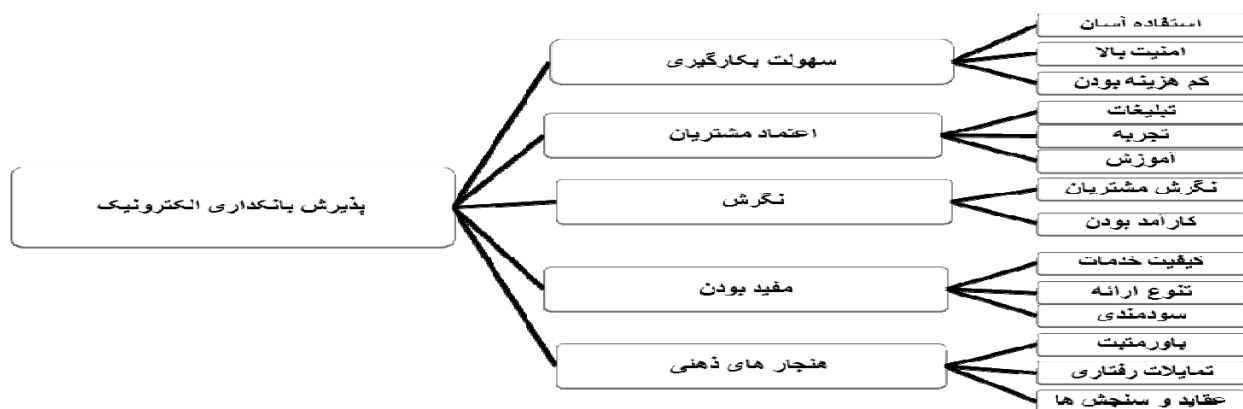 پذیرش بانکداری الکترونیک
سهولت بکارگیری
استفاده آسان
امنیت بالا
کم هزینه بودن
اعتماد مشتریان
تبلیغات
تجربه
آموزش
نگرش
نگرش مشتریان
کارآمد بودن
مفید بودن
کیفیت خدمات
تنوع ارائه
سودمندی
هنجار های ذهنی
باورمثبت
تمایلات رفتاری
عقاید و سنجش ها